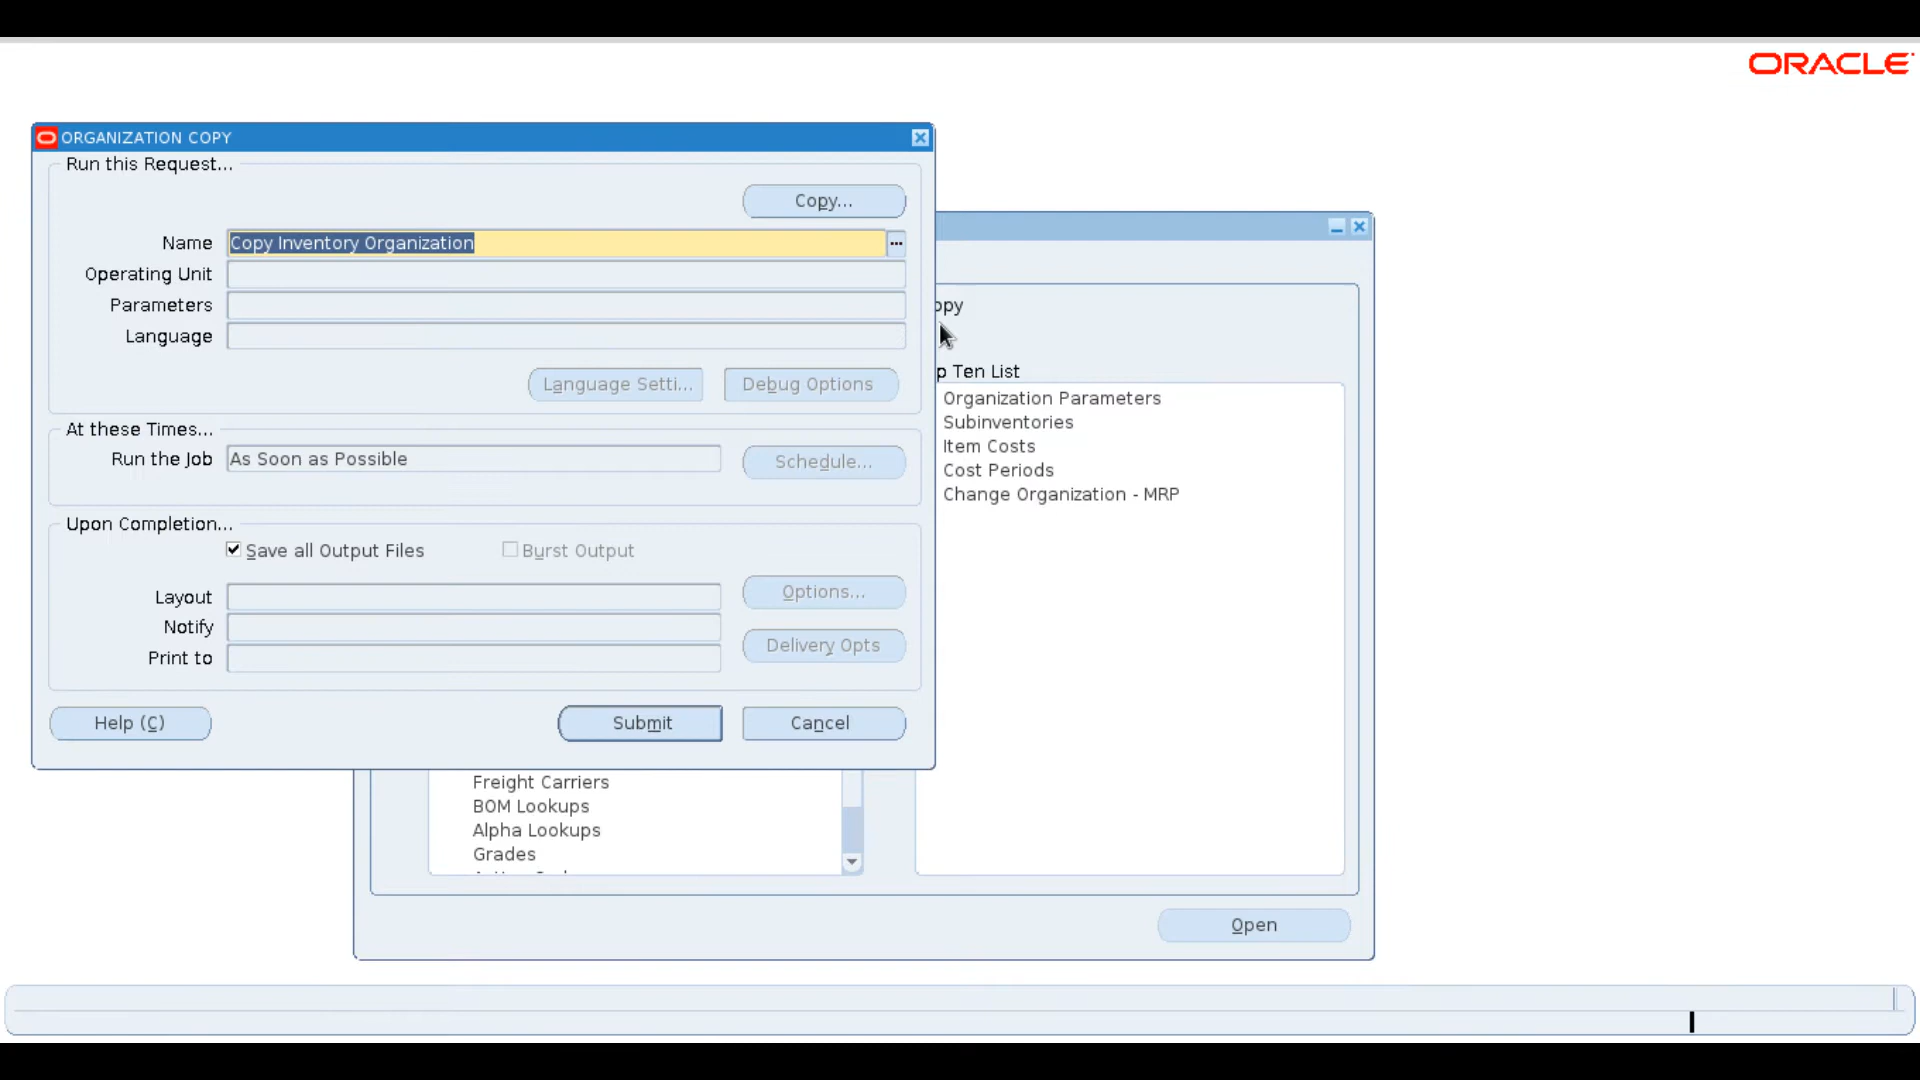 ORACLE
ORGANIZATION COPY
Run this Request...
Copy...
Name Copy Inventory Organization ...
Operating Unit
Parameters
Language
Language Setti... Debug Options
At these Times...
Run the Job As Soon as Possible Schedule...
Upon Completion...
Save all Output Files Burst Output
Layout Options...
Notify
Print to Delivery Opts
Help (C) Submit Cancel
opy
p Ten List
Organization Parameters
Subinventories
Item Costs
Cost Periods
Change Organization - MRP
Freight Carriers
BOM Lookups
Alpha Lookups
Grades
Open